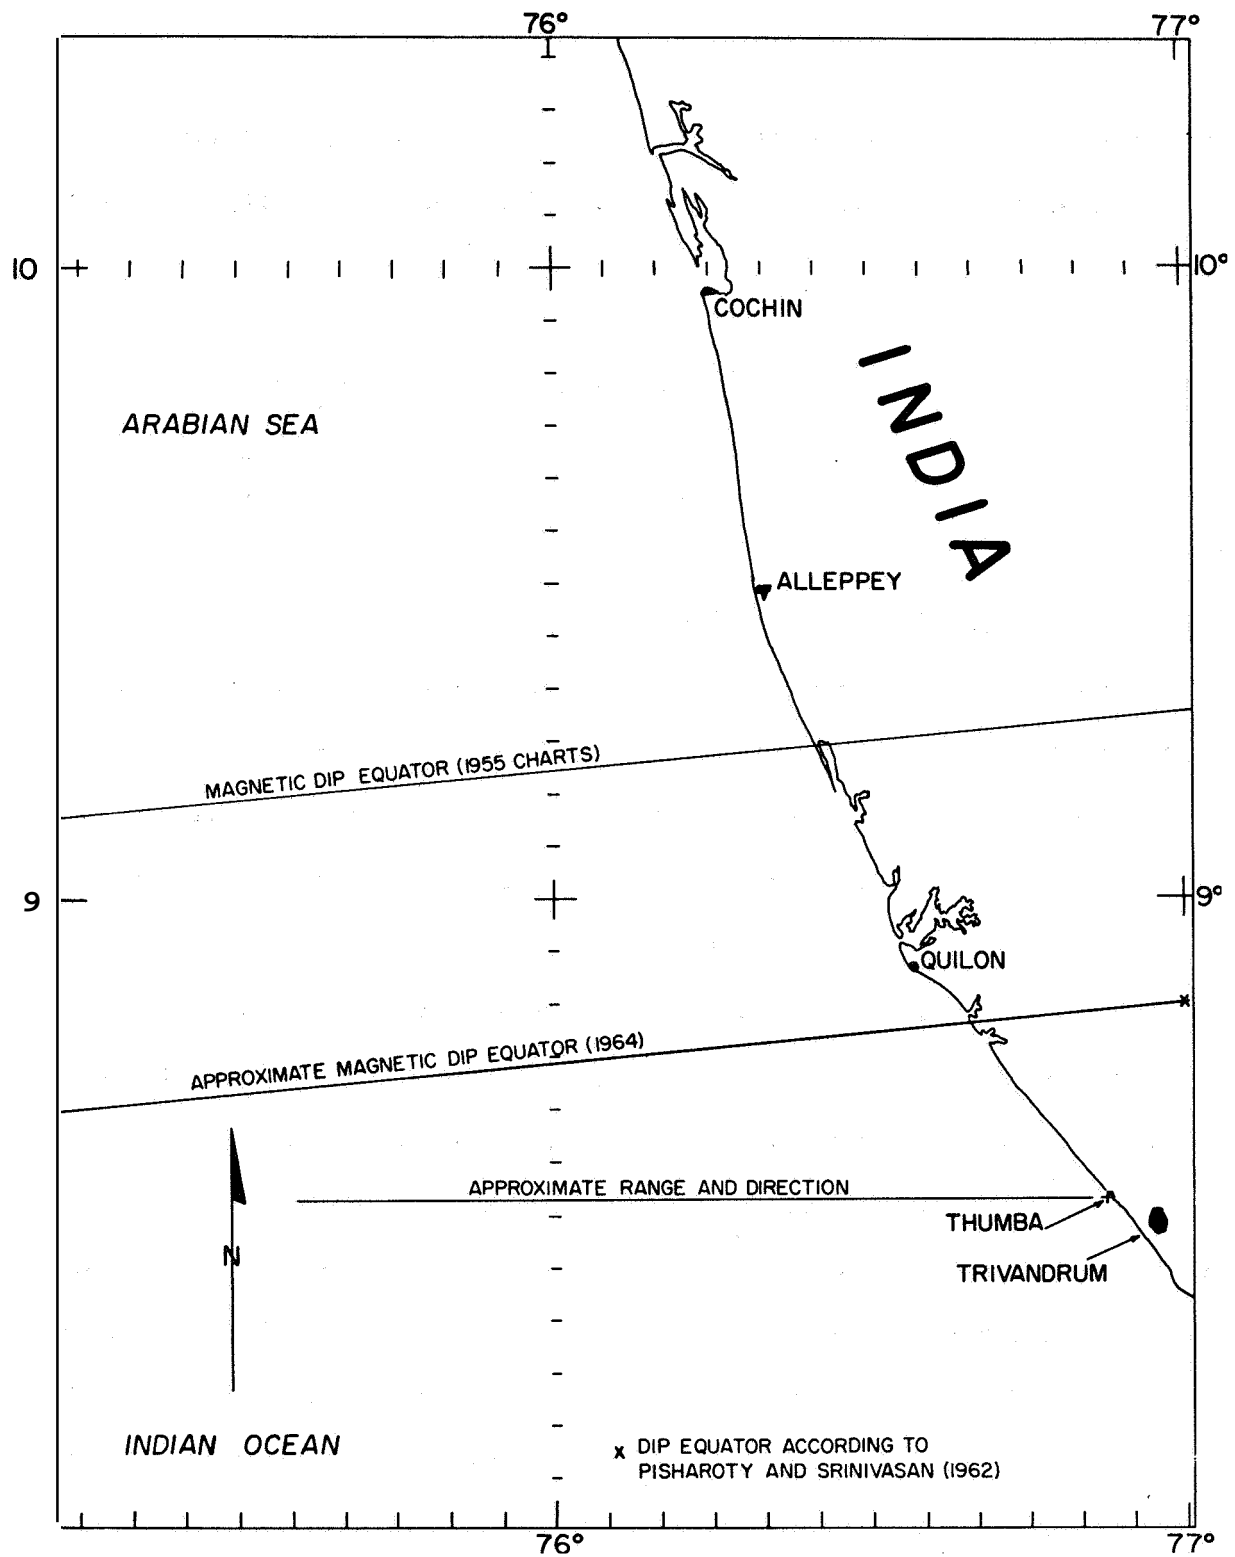 76°
77°
10
10°
COCHIN
INDIA
ARABIAN SEA
ALLEPPEY
MAGNETIC DIP EQUATOR (1955 CHARTS)
9
9°
QUILON
APPROXIMATE MAGNETIC DIP EQUATOR (1964)
APPROXIMATE RANGE AND DIRECTION
THUMBA
N
TRIVANDRUM
INDIAN OCEAN
x DIP EQUATOR ACCORDING TO
PISHAROTY AND SRINIVASAN (1962)
76°
77°